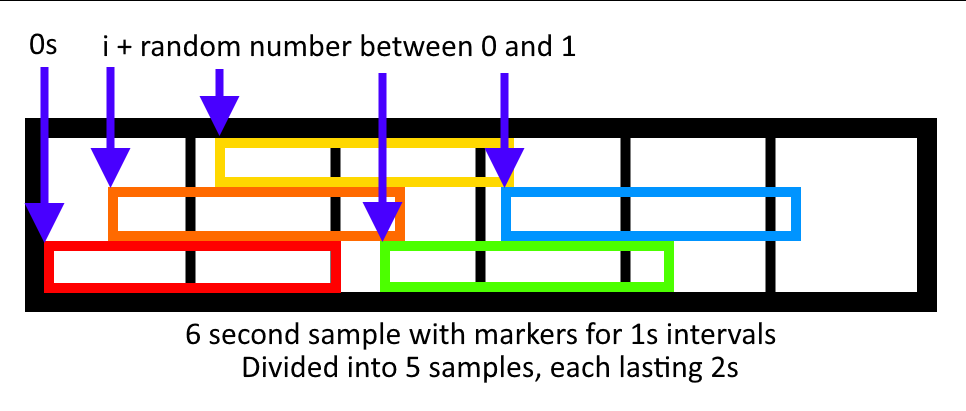 0s
i + random number between 0 and 1
6 second sample with markers for 1s intervals
Divided into 5 samples, each lasting 2s